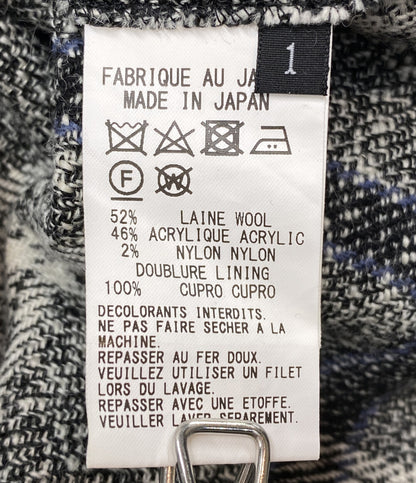 FABRIQUE AU
1
MADE IN JAPAN
F
W
52% LAINE WOOL
46% ACRYLIQUE ACRYLIC
2% NYLON NYLON
DOUBLURE LINING
100% CUPRO CUPRO
DECOLORANTS INTERDITS.
NE PAS FAIRE SECHER A LA
MACHINE.
REPASSER AU FER DOUX.
VEUILLEZ UTILISER UN FILET
LORS DU LAVAGE.
REPASSER AVEC UNE ETOFFE.
VEUILLER LAVER SEPAREMENT.